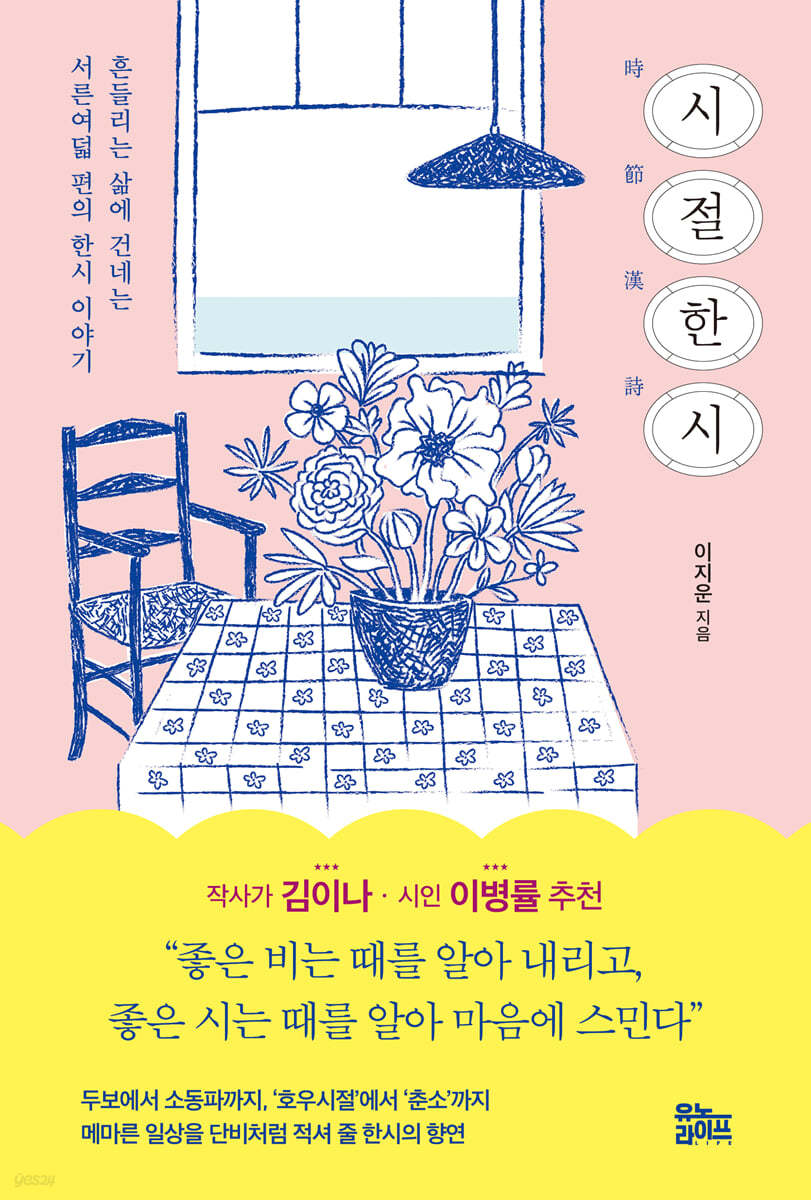 時
시
節
절
漢
한
詩
시
흔들리는 삶에 건네는
서른여덟 편의 한시 이야기
이지운 지음
작사가 김이나 · 시인 이병률 추천
“좋은 비는 때를 알아 내리고,
좋은 시는 때를 알아 마음에 스민다”
두보에서 소동파까지, ‘호우시절’에서 ‘춘소’까지
메마른 일상을 단비처럼 적셔 줄 한시의 향연
유노
라이프
LIFE
yes24